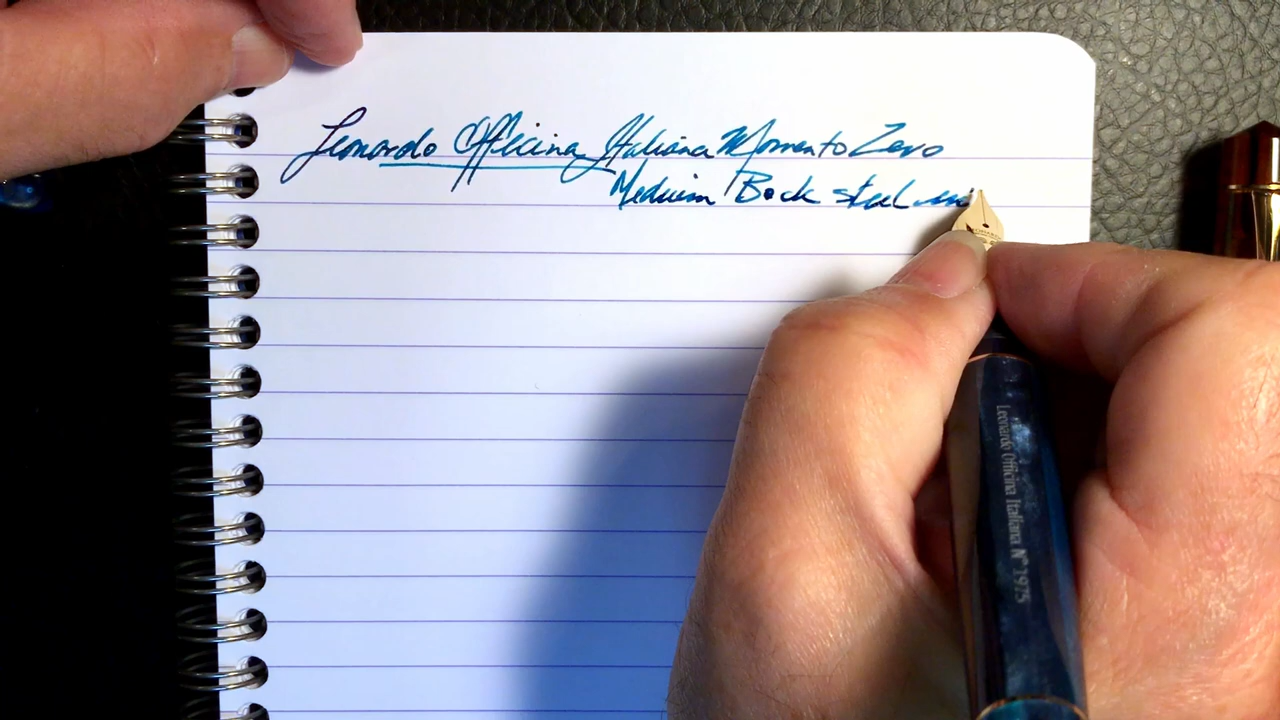 Leonardo Officina Italiana Momento Zero
Medium Bock steel
Leonardo Officina Italiana N° 1975